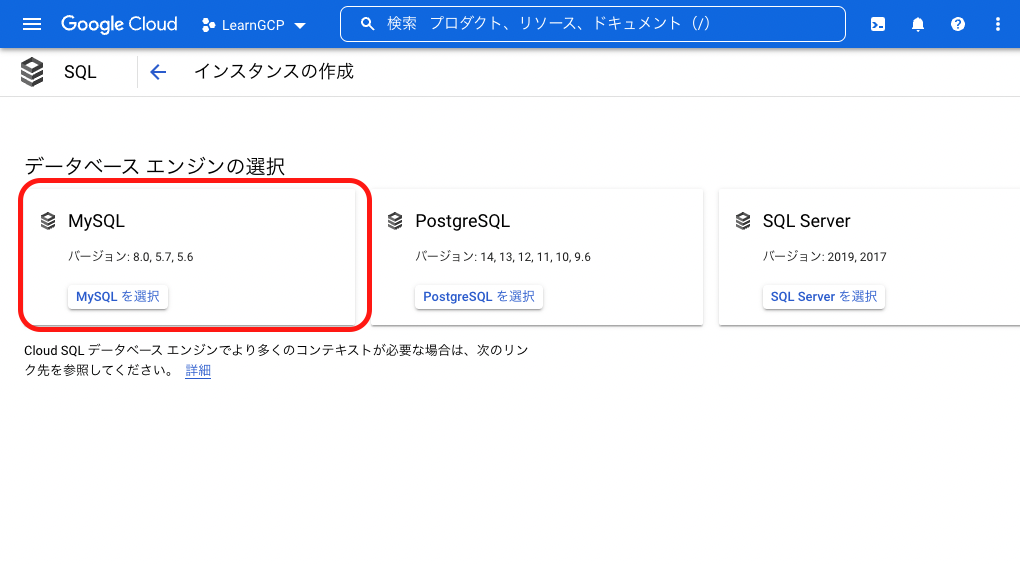 Google Cloud
LearnGCP
検索 プロダクト、リソース、ドキュメント（/）
SQL
インスタンスの作成
データベース エンジンの選択
MySQL
バージョン: 8.0, 5.7, 5.6
MySQL を選択
PostgreSQL
バージョン: 14, 13, 12, 11, 10, 9.6
PostgreSQL を選択
SQL Server
バージョン: 2019, 2017
SQL Server を選択
Cloud SQL データベース エンジンでより多くのコンテキストが必要な場合は、次のリン
ク先を参照してください。 詳細